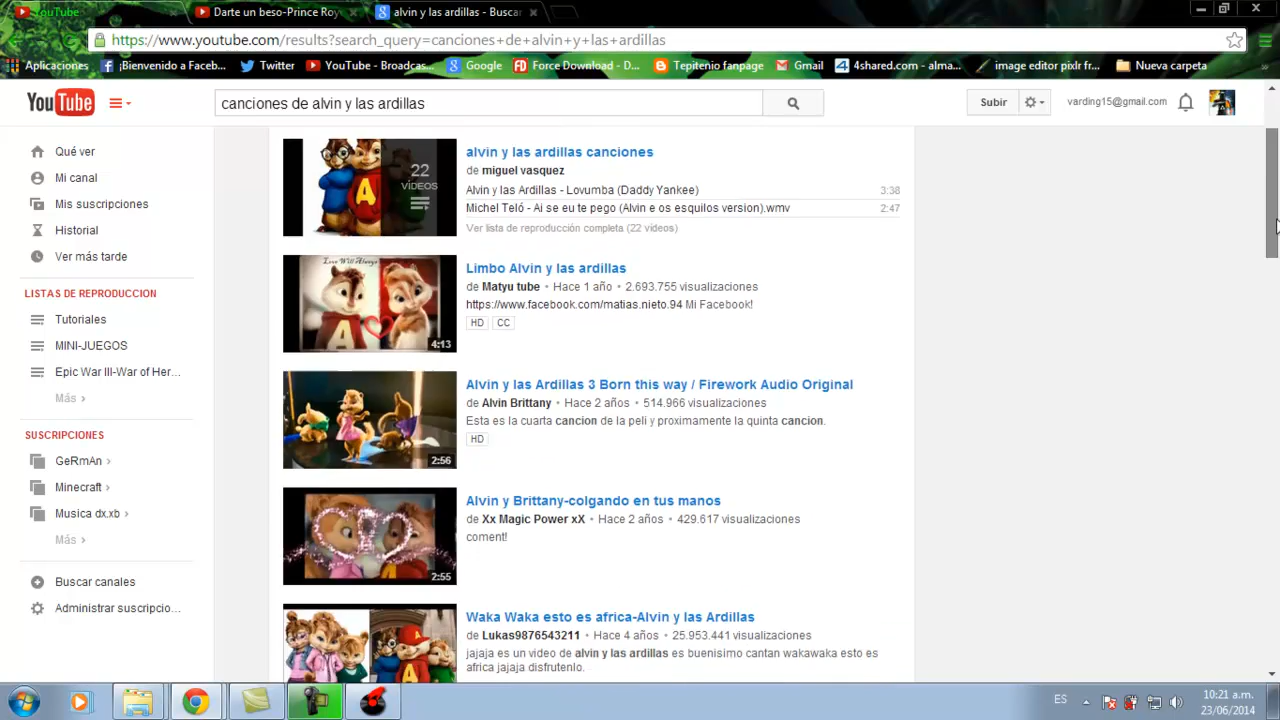 YouTube
Darte un beso-Prince Roy
alvin y las ardillas - Buscar
https://www.youtube.com/results?search_query=canciones+de+alvin+y+las+ardillas
Aplicaciones
¡Bienvenido a Faceb...
Twitter
YouTube - Broadcas...
Google
Force Download - D...
Tepitenio fanpage
Gmail
4shared.com - alma...
image editor pixlr fr...
Nueva carpeta
»
YouTube
canciones de alvin y las ardillas
Subir
varding15@gmail.com
Qué ver
Mi canal
Mis suscripciones
Historial
Ver más tarde
LISTAS DE REPRODUCCION
Tutoriales
MINI-JUEGOS
Epic War III-War of Her...
Más ›
SUSCRIPCIONES
GeRmAn ›
Minecraft ›
Musica dx.xb ›
Más ›
Buscar canales
Administrar suscripcio...
22
VÍDEOS
alvin y las ardillas canciones
de miguel vasquez
Alvin y las Ardillas - Lovumba (Daddy Yankee) 3:38
Michel Teló - Ai se eu te pego (Alvin e os esquilos version).wmv 2:47
Ver lista de reproducción completa (22 vídeos)
Love Will Always
4:13
Limbo Alvin y las ardillas
de Matyu tube • Hace 1 año • 2.693.755 visualizaciones
https://www.facebook.com/matias.nieto.94 Mi Facebook!
HD CC
2:56
Alvin y las Ardillas 3 Born this way / Firework Audio Original
de Alvin Brittany • Hace 2 años • 514.966 visualizaciones
Esta es la cuarta cancion de la peli y proximamente la quinta cancion.
HD
2:55
Alvin y Brittany-colgando en tus manos
de Xx Magic Power xX • Hace 2 años • 429.617 visualizaciones
coment!
Waka Waka esto es africa-Alvin y las Ardillas
de Lukas9876543211 • Hace 4 años • 25.953.441 visualizaciones
jajaja es un video de alvin y las ardillas es buenisimo cantan wakawaka esto es
africa jajaja disfrutenlo.
ES
10:21 a.m.
23/06/2014